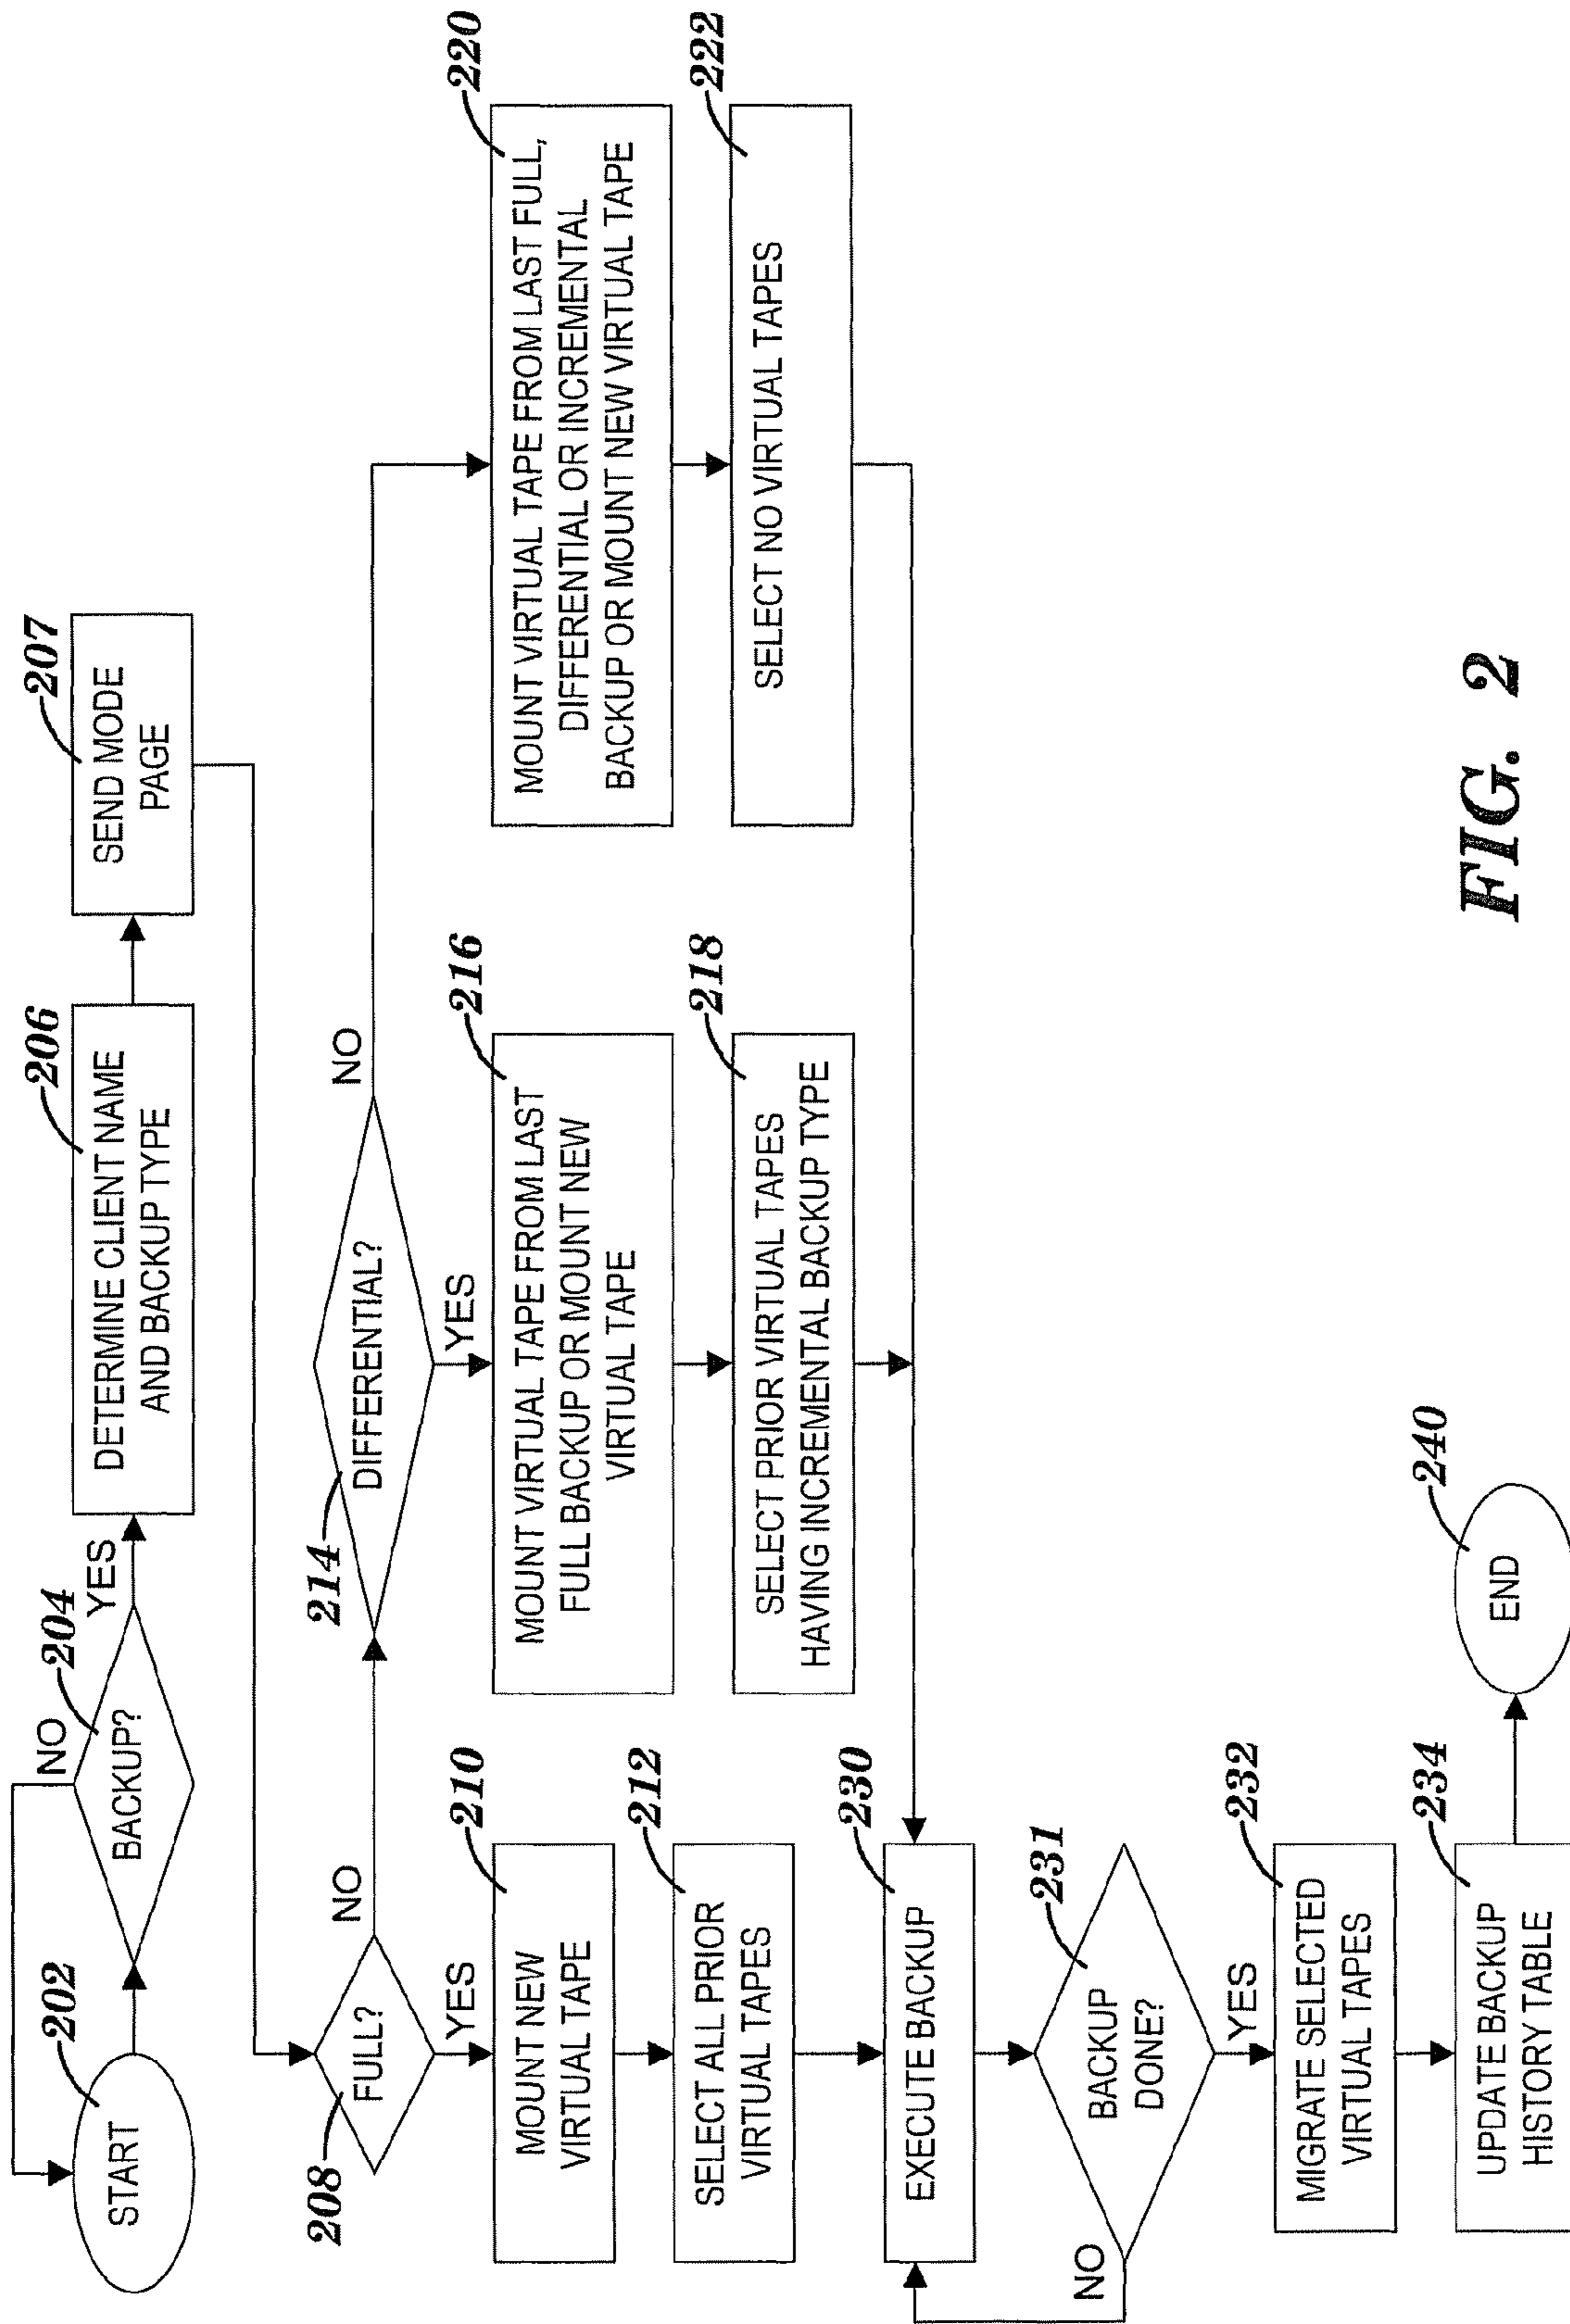 202
START
204
BACKUP?
NO
YES
206
DETERMINE CLIENT NAME
AND BACKUP TYPE
207
SEND MODE
PAGE
208
FULL?
NO
YES
214
DIFFERENTIAL?
NO
YES
210
MOUNT NEW
VIRTUAL TAPE
216
MOUNT VIRTUAL TAPE FROM LAST
FULL BACKUP OR MOUNT NEW
VIRTUAL TAPE
220
MOUNT VIRTUAL TAPE FROM LAST FULL,
DIFFERENTIAL OR INCREMENTAL
BACKUP OR MOUNT NEW VIRTUAL TAPE
212
SELECT ALL PRIOR
VIRTUAL TAPES
218
SELECT PRIOR VIRTUAL TAPES
HAVING INCREMENTAL BACKUP TYPE
222
SELECT NO VIRTUAL TAPES
230
EXECUTE BACKUP
231
BACKUP
DONE?
NO
YES
232
MIGRATE SELECTED
VIRTUAL TAPES
234
UPDATE BACKUP
HISTORY TABLE
240
END
FIG. 2